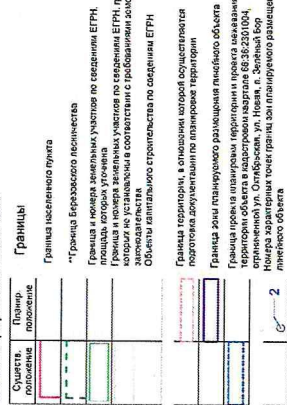 Границы
Существ. положение
Планир. положение
Граница населенного пункта
**Граница Березовского лесничества
Граница и номера земельных участков по сведениям ЕГРН,
площадь которых уточнена
Граница и номера земельных участков по сведениям ЕГРН, п
которых не установлены в соответствии с требованиями земе
законодательства
Объекты капитального строительства по сведениям ЕГРН
Граница территории, в отношении которой осуществляется
подготовка документации по планировке территории
Граница зоны планируемого размещения линейного объекта
Граница проекта планировки территории и проекта межевания
территории объекта в кадастровом квартале 68:36:2301004,
ограниченной ул. Октябрьская, ул. Новая, п. Зеленый Бор
2
Номера характерных точек границ зон планируемого размещен
линейного объекта